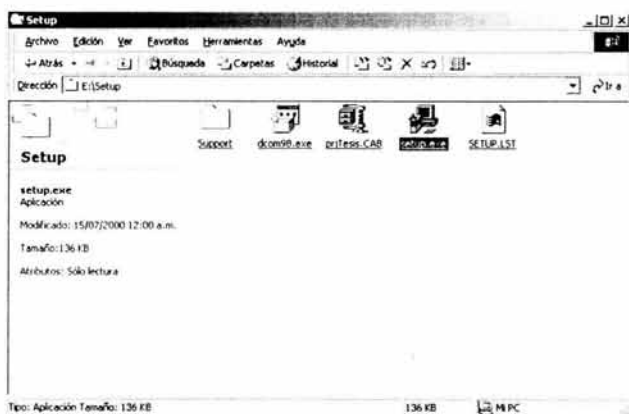 Setup
Archivo Edición Ver Favoritos Herramientas Ayuda
Atrás Búsqueda Carpetas Historial
Dirección E:\Setup Ir a
Support dcom98.exe prjTesis.CAB setup.exe SETUP.LST
Setup
setup.exe
Aplicación
Modificado: 15/07/2000 12:00 a.m.
Tamaño: 136 KB
Atributos: Sólo lectura
Tipo: Aplicación Tamaño: 136 KB 136 KB Mi PC